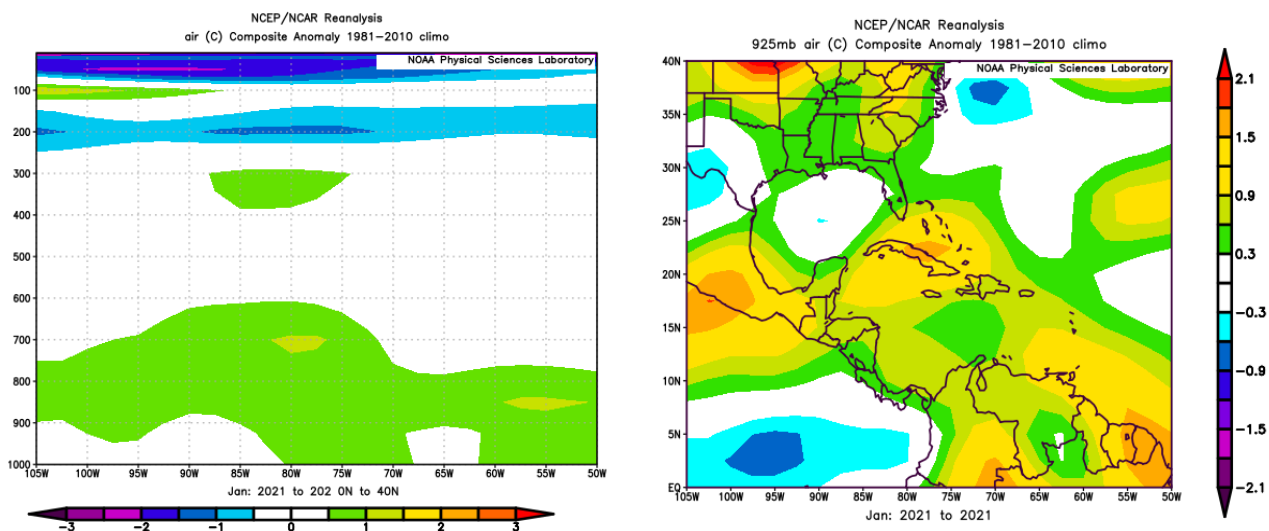 NCEP/NCAR Reanalysis
air (C) Composite Anomaly 1981-2010 climo
NOAA Physical Sciences Laboratory
100
200
300
400
500
600
700
800
900
1000
105W 100W 95W 90W 85W 80W 75W 70W 65W 60W 55W 50W
Jan: 2021 to 202 0N to 40N
-3 -2 -1 0 1 2 3
NCEP/NCAR Reanalysis
925mb air (C) Composite Anomaly 1981-2010 climo
NOAA Physical Sciences Laboratory
40N
35N
30N
25N
20N
15N
10N
5N
EQ
105W 100W 95W 90W 85W 80W 75W 70W 65W 60W 55W 50W
Jan: 2021 to 2021
2.1
1.5
0.9
0.3
-0.3
-0.9
-1.5
-2.1